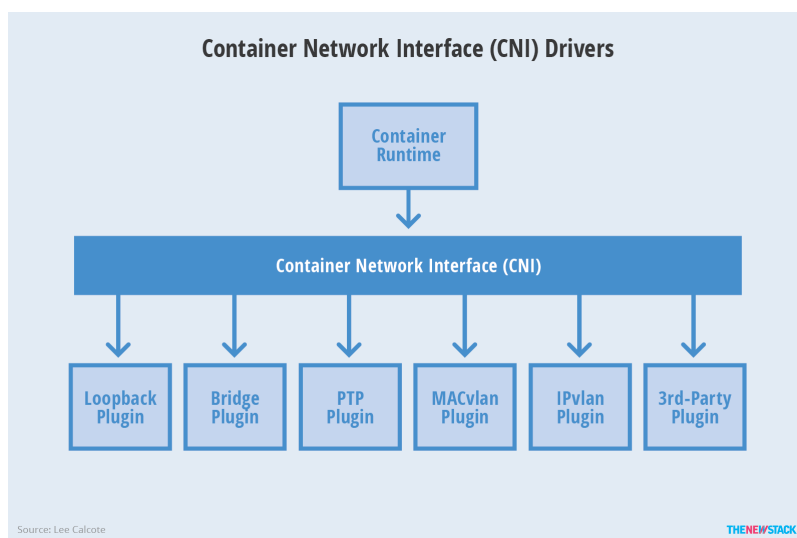 Container Network Interface (CNI) Drivers
Container
Runtime
Container Network Interface (CNI)
Loopback
Plugin
Bridge
Plugin
PTP
Plugin
MACvlan
Plugin
IPvlan
Plugin
3rd-Party
Plugin
Source: Lee Calcote
THENEWSTACK